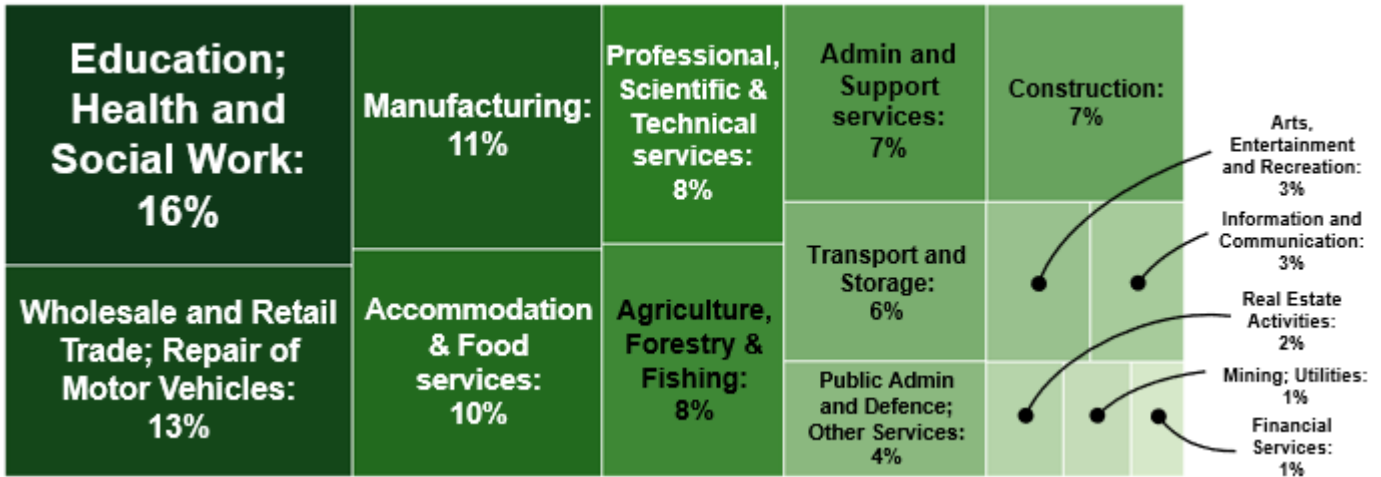 Education;
Health and
Social Work:
16%
Wholesale and Retail
Trade; Repair of
Motor Vehicles:
13%
Manufacturing:
11%
Accommodation
& Food
services:
10%
Professional,
Scientific &
Technical
services:
8%
Agriculture,
Forestry &
Fishing:
8%
Admin and
Support
services:
7%
Construction:
7%
Transport and
Storage:
6%
Public Admin
and Defence;
Other Services:
4%
Arts,
Entertainment
and Recreation:
3%
Information and
Communication:
3%
Real Estate
Activities:
2%
Mining; Utilities:
1%
Financial
Services:
1%